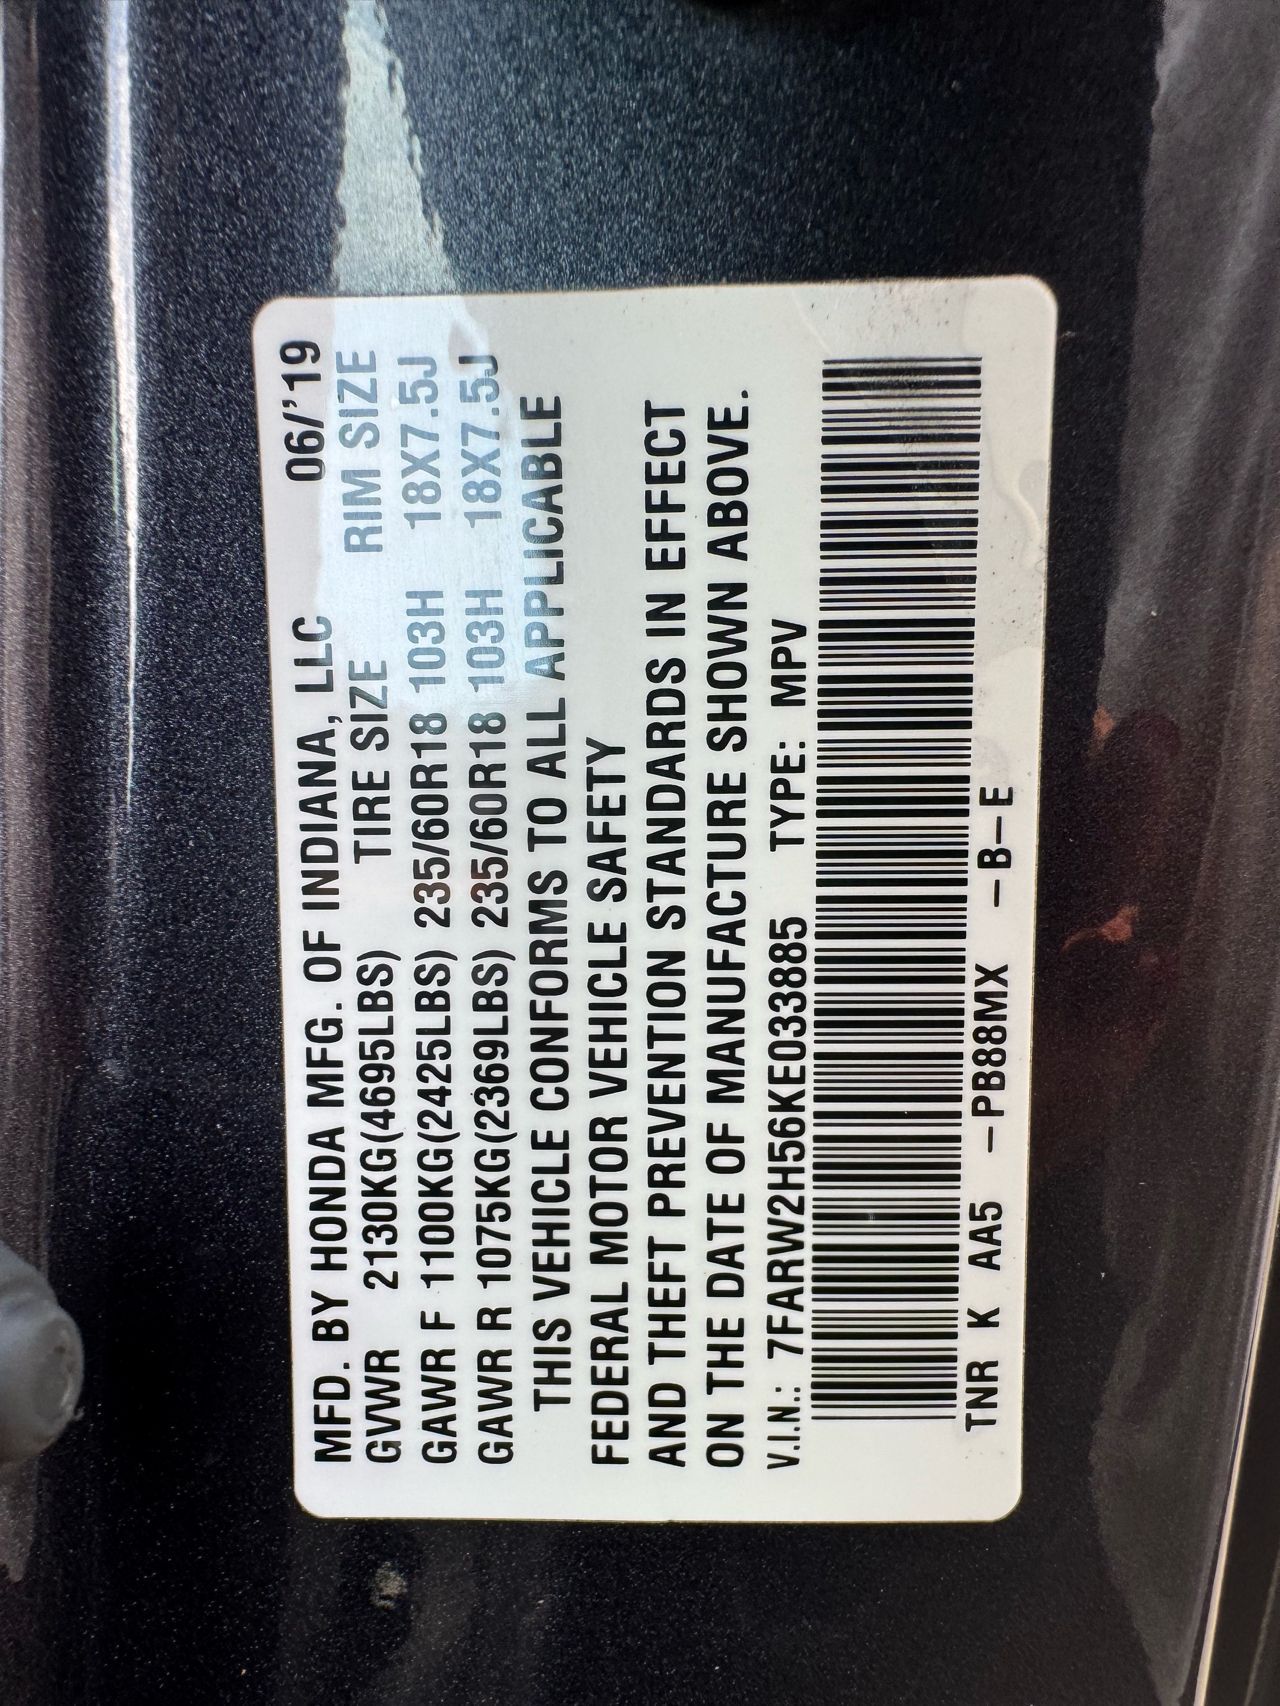 MFD. BY HONDA MFG. OF INDIANA, LLC 06/'19
GVWR 2130KG(4695LBS) TIRE SIZE RIM SIZE
GAWR F 1100KG(2425LBS) 235/60R18 103H 18X7.5J
GAWR R 1075KG(2369LBS) 235/60R18 103H 18X7.5J
THIS VEHICLE CONFORMS TO ALL APPLICABLE
FEDERAL MOTOR VEHICLE SAFETY
AND THEFT PREVENTION STANDARDS IN EFFECT
ON THE DATE OF MANUFACTURE SHOWN ABOVE.
V.I.N.: 7FARW2H56KE033885 TYPE: MPV
TNR K AA5 -PB88MX -B-E